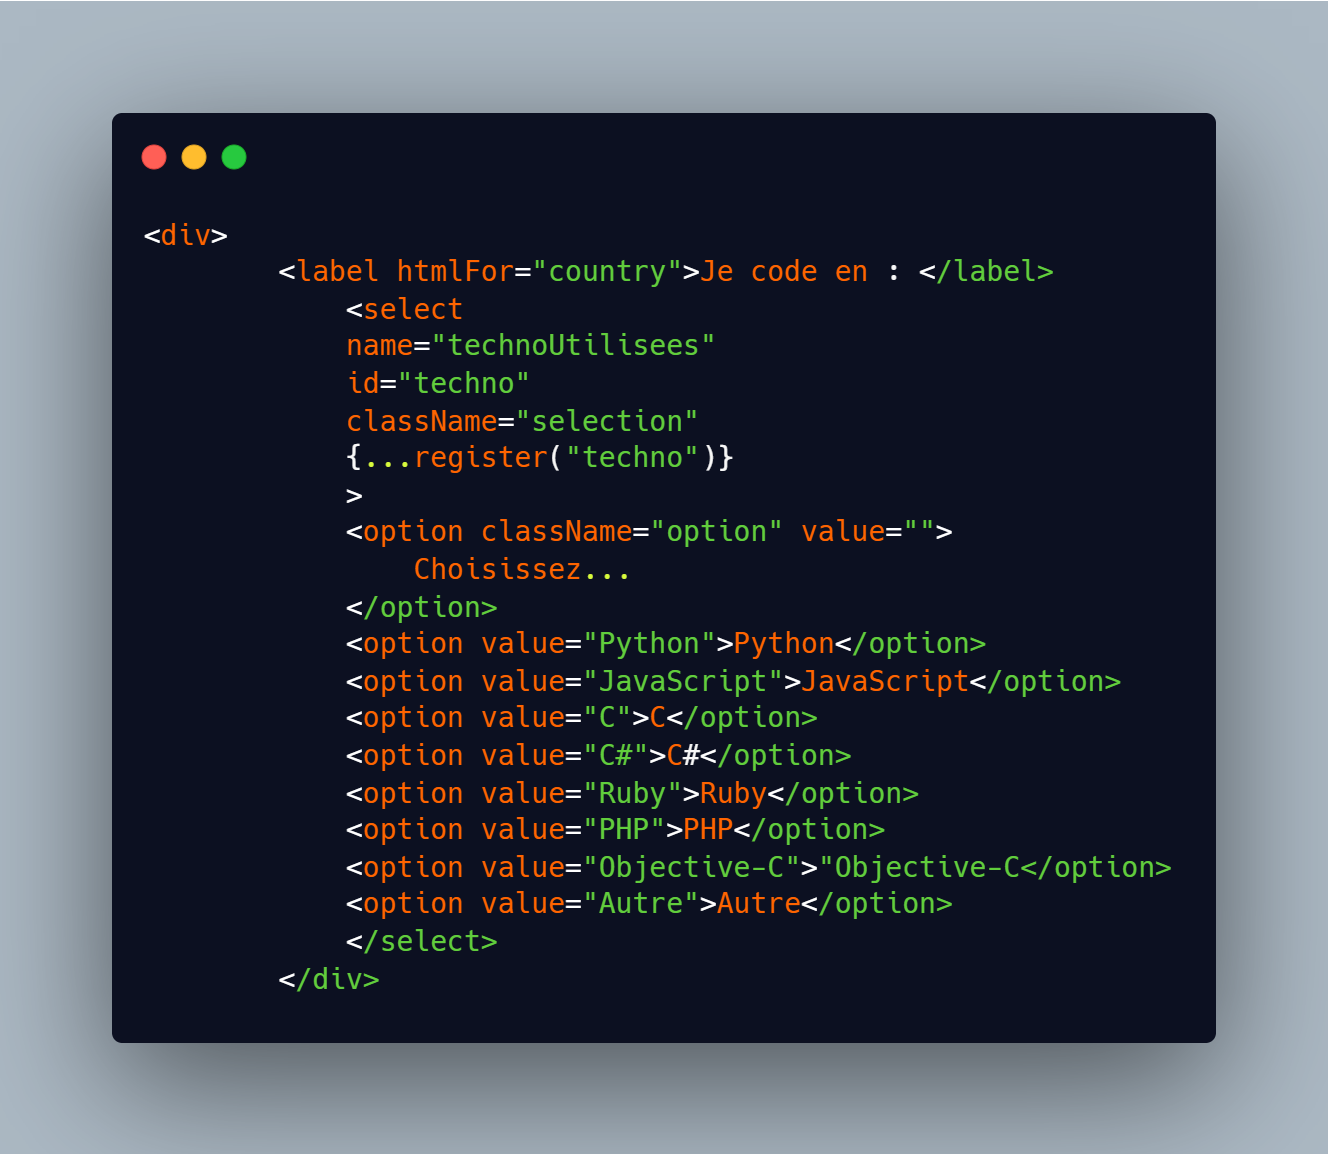 <div>
<label htmlFor="country">Je code en : </label>
<select
name="technoUtilisees"
id="techno"
className="selection"
{...register("techno")}
>
<option className="option" value="">
Choisissez...
</option>
<option value="Python">Python</option>
<option value="JavaScript">JavaScript</option>
<option value="C">C</option>
<option value="C#">C#</option>
<option value="Ruby">Ruby</option>
<option value="PHP">PHP</option>
<option value="Objective-C">"Objective-C</option>
<option value="Autre">Autre</option>
</select>
</div>